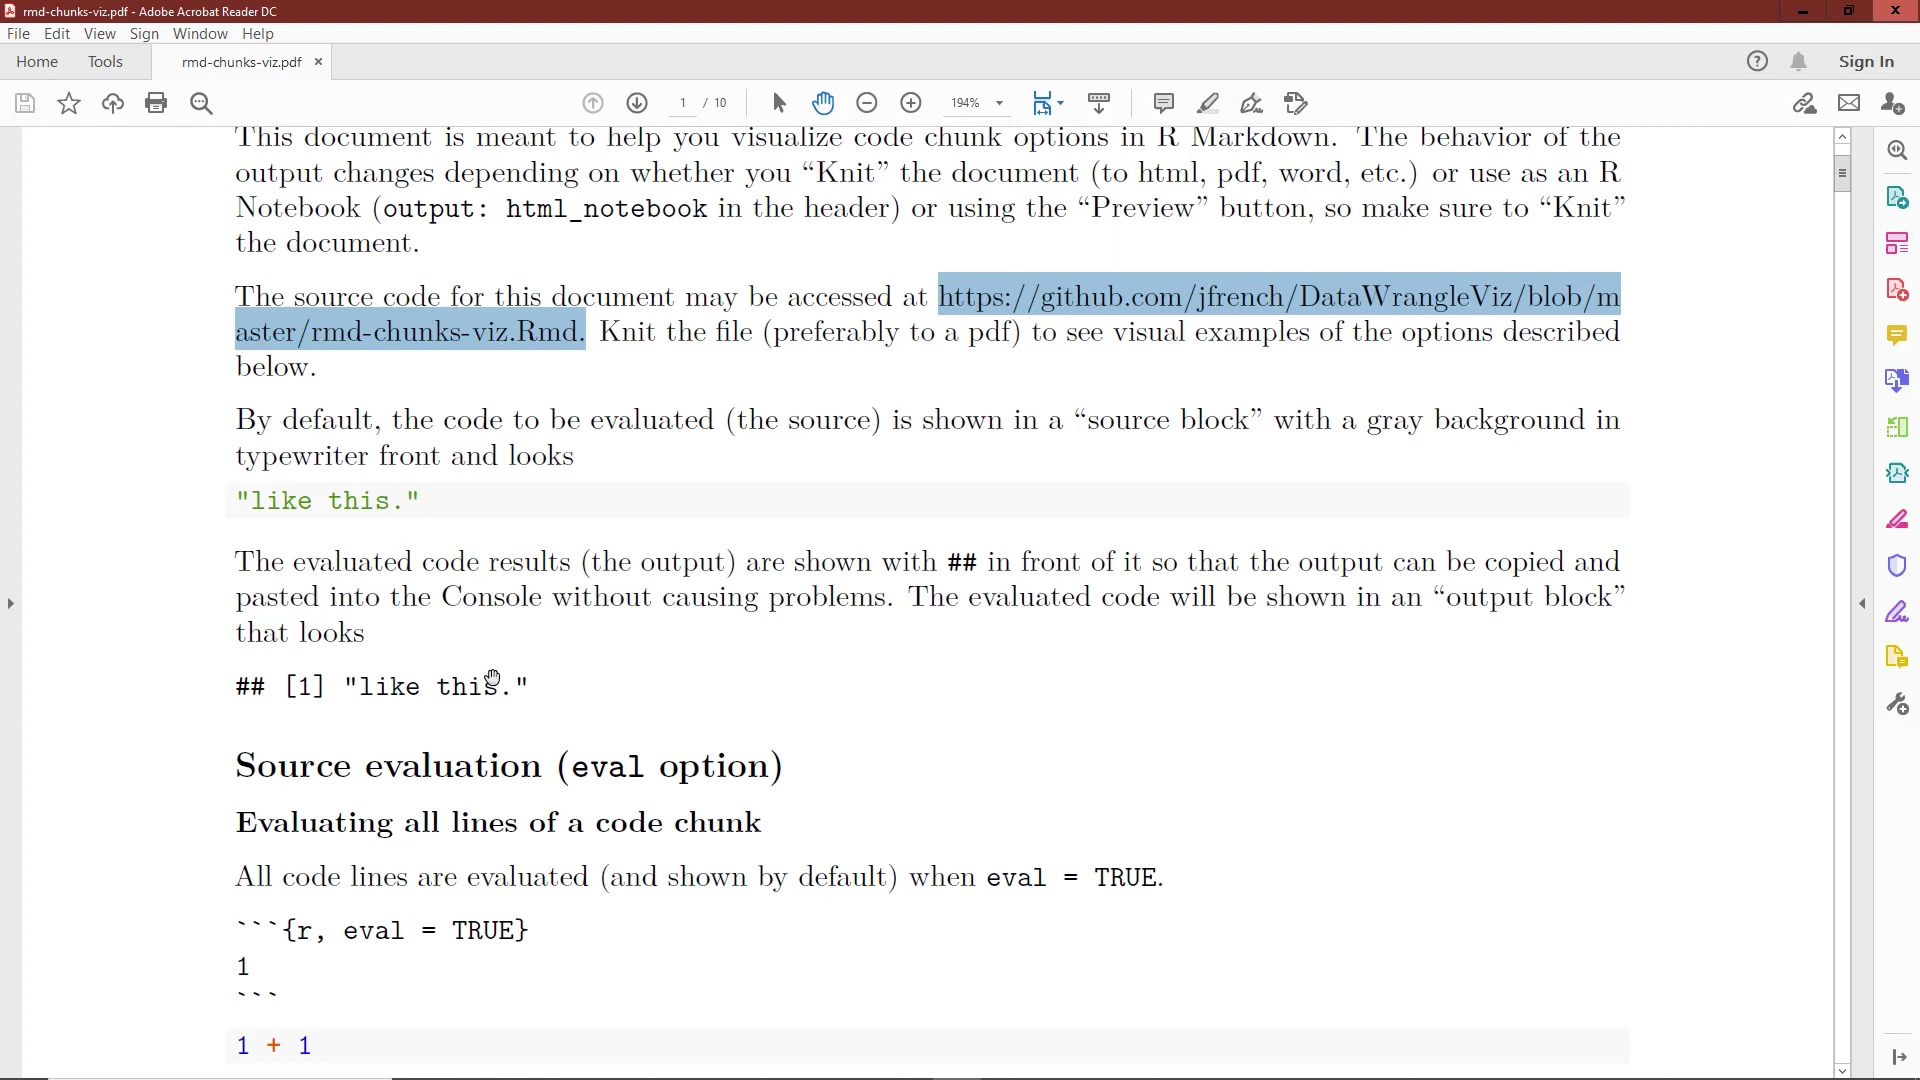 rmd-chunks-viz.pdf - Adobe Acrobat Reader DC
File Edit View Sign Window Help
Home Tools rmd-chunks-viz.pdf × Sign In
1 / 10 194%
This document is meant to help you visualize code chunk options in R Markdown. The behavior of the
output changes depending on whether you “Knit” the document (to html, pdf, word, etc.) or use as an R
Notebook (output: html_notebook in the header) or using the “Preview” button, so make sure to “Knit”
the document.
The source code for this document may be accessed at https://github.com/jfrench/DataWrangleViz/blob/m
aster/rmd-chunks-viz.Rmd. Knit the file (preferably to a pdf) to see visual examples of the options described
below.
By default, the code to be evaluated (the source) is shown in a “source block” with a gray background in
typewriter front and looks
"like this."
The evaluated code results (the output) are shown with ## in front of it so that the output can be copied and
pasted into the Console without causing problems. The evaluated code will be shown in an “output block”
that looks
## [1] "like this."
Source evaluation (eval option)
Evaluating all lines of a code chunk
All code lines are evaluated (and shown by default) when eval = TRUE.
```{r, eval = TRUE}
1
```
1 + 1